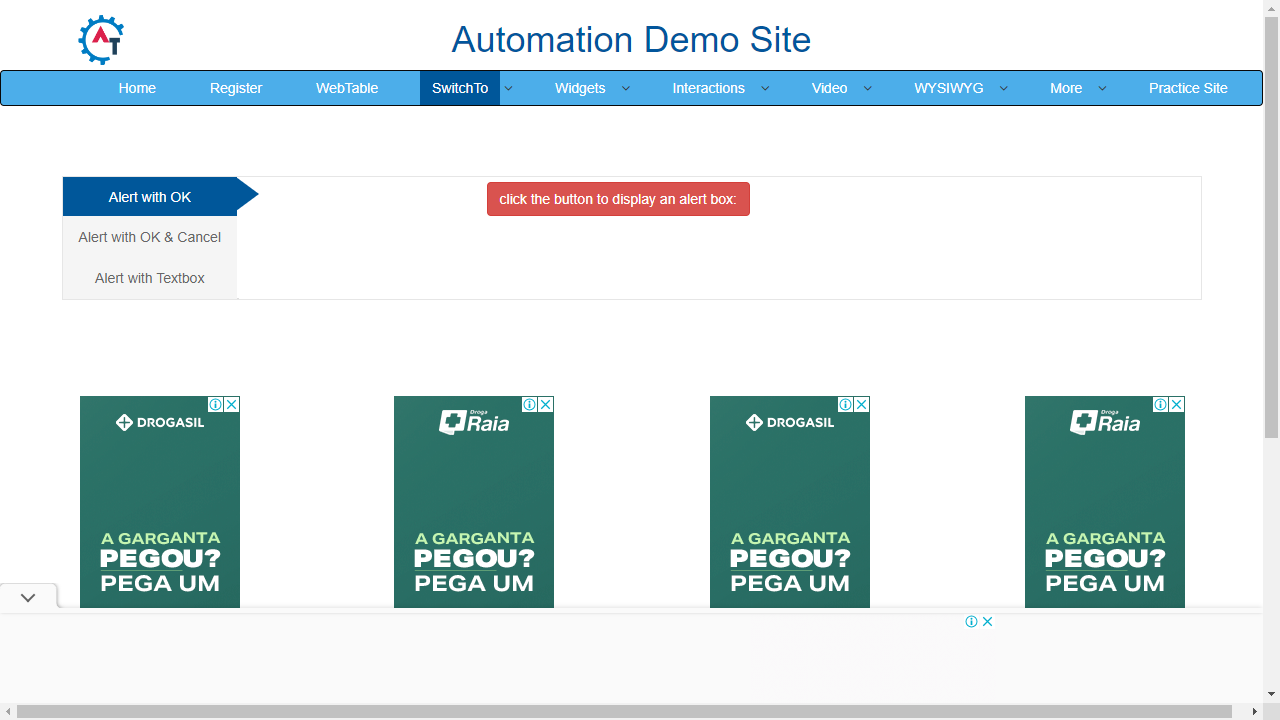 AT
Automation Demo Site
Home Register WebTable SwitchTo Widgets Interactions Video WYSIWYG More Practice Site
Alert with OK
click the button to display an alert box:
Alert with OK & Cancel
Alert with Textbox
DROGASIL
A GARGANTA
PEGOU?
PEGA UM
Droga
Raia
A GARGANTA
PEGOU?
PEGA UM
DROGASIL
A GARGANTA
PEGOU?
PEGA UM
Droga
Raia
A GARGANTA
PEGOU?
PEGA UM